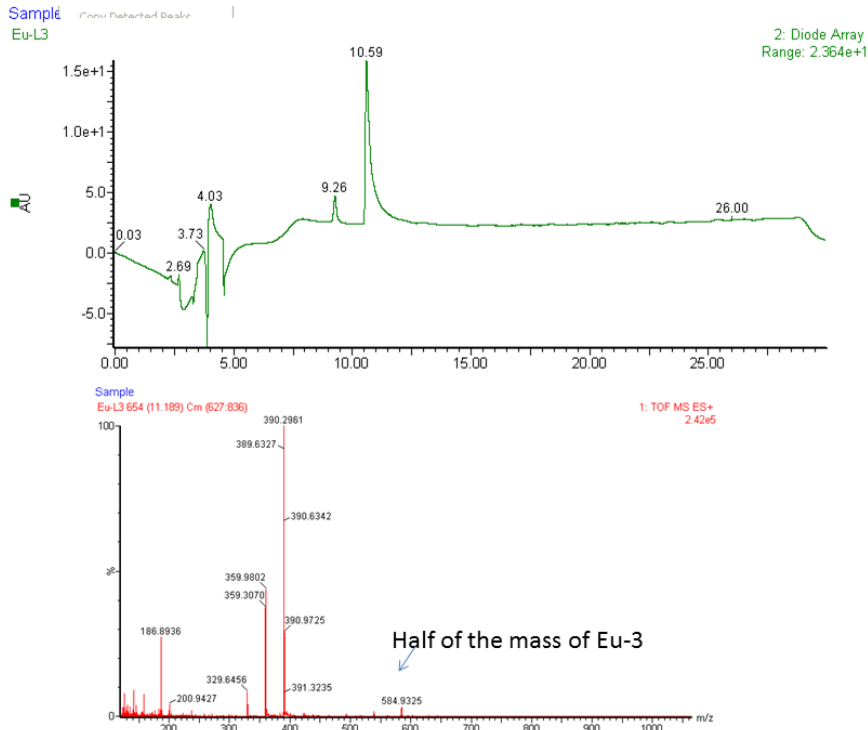 Sample Copy Detected Peaks
Eu-L3
2: Diode Array
Range: 2.364e+1
10.59
1.5e+1
1.0e+1
AU
5.0
4.03
9.26
0.03
3.73
26.00
0.0
2.69
-5.0
0.00 5.00 10.00 15.00 20.00 25.00
Sample
Eu-L3 654 (11.189) Cm (627:836)
1: TOF MS ES+
2.42e5
390.2961
100
389.6327
390.6342
%
359.9802
359.3070
390.9725
186.8936
Half of the mass of Eu-3
329.6456
391.3235
200.9427
584.9325
0
m/z
200 300 400 500 600 700 800 900 1000